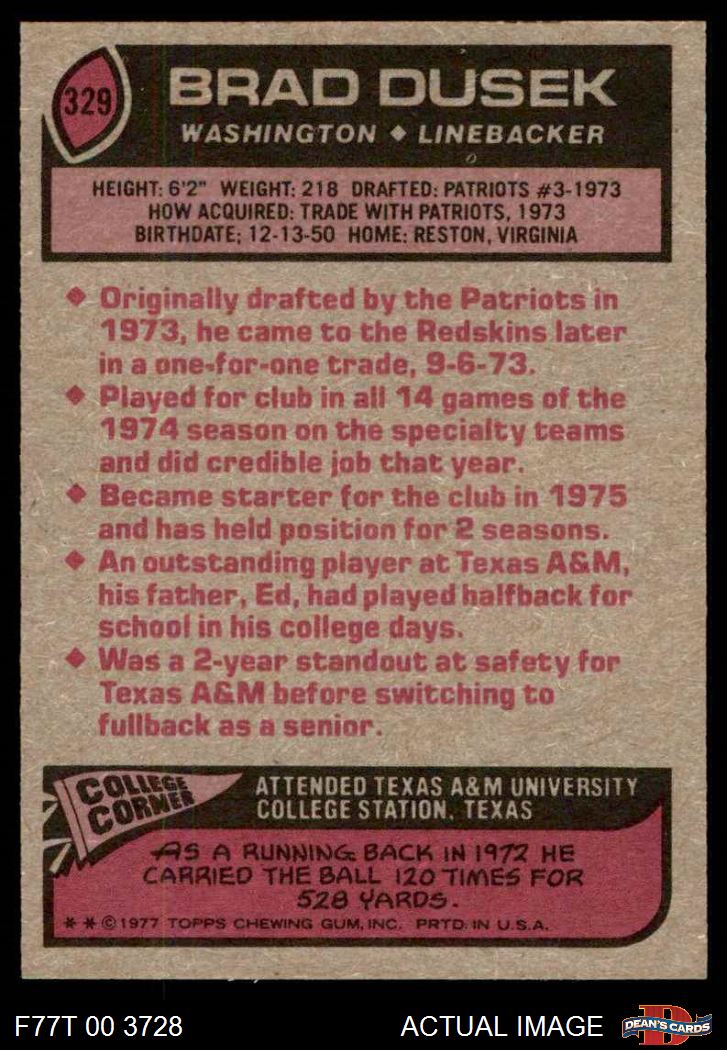 329
BRAD DUSEK
WASHINGTON ◆ LINEBACKER
HEIGHT: 6'2" WEIGHT: 218 DRAFTED: PATRIOTS #3-1973
HOW ACQUIRED: TRADE WITH PATRIOTS, 1973
BIRTHDATE; 12-13-50 HOME: RESTON, VIRGINIA
◆ Originally drafted by the Patriots in
1973, he came to the Redskins later
in a one-for-one trade, 9-6-73.
◆ Played for club in all 14 games of the
1974 season on the specialty teams
and did credible job that year.
◆ Became starter for the club in 1975
and has held position for 2 seasons.
◆ An outstanding player at Texas A&M,
his father, Ed, had played halfback for
school in his college days.
◆ Was a 2-year standout at safety for
Texas A&M before switching to
fullback as a senior.
COLLEGE
CORNER
ATTENDED TEXAS A&M UNIVERSITY
COLLEGE STATION, TEXAS
AS A RUNNING BACK IN 1972 HE
CARRIED THE BALL 120 TIMES FOR
528 YARDS.
* * © 1977 TOPPS CHEWING GUM, INC. PRTD. IN U.S.A.
F77T 00 3728
ACTUAL IMAGE
D
DEAN'S CARDS